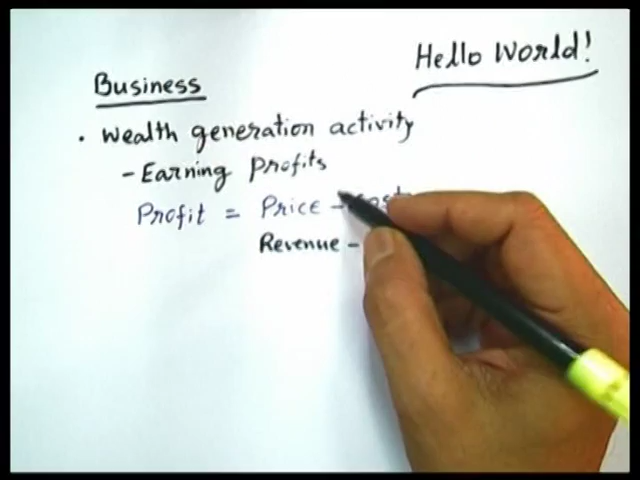 Hello World!
Business
• Wealth generation activity
- Earning Profits
Profit = Price -
Revenue -